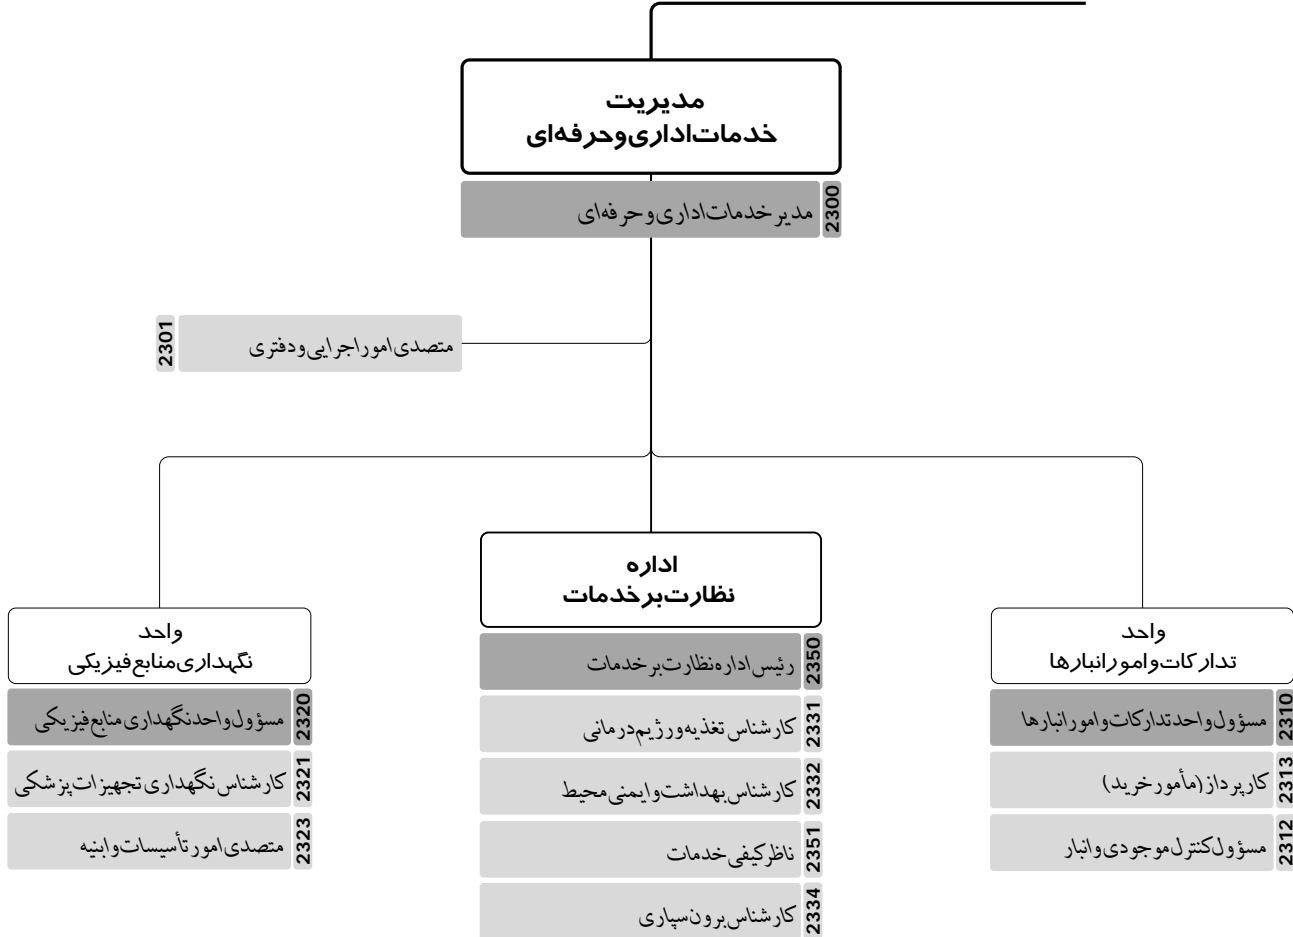 مدیریت
خدمات اداری و حرفه‌ای
2300 مدیر خدمات اداری و حرفه‌ای
متصدی امور اجرایی و دفتری 2301
واحد
تدارکات و امور انبارها
2310 مسؤول واحد تدارکات و امور انبارها
2313 کارپرداز (مأمور خرید)
2312 مسؤول کنترل موجودی و انبار
اداره
نظارت بر خدمات
2350 رئیس اداره نظارت بر خدمات
2331 کارشناس تغذیه و رژیم درمانی
2332 کارشناس بهداشت و ایمنی محیط
2351 ناظر کیفی خدمات
2334 کارشناس برون سپاری
واحد
نگهداری منابع فیزیکی
2320 مسؤول واحد نگهداری منابع فیزیکی
2321 کارشناس نگهداری تجهیزات پزشکی
2323 متصدی امور تأسیسات و ابنیه